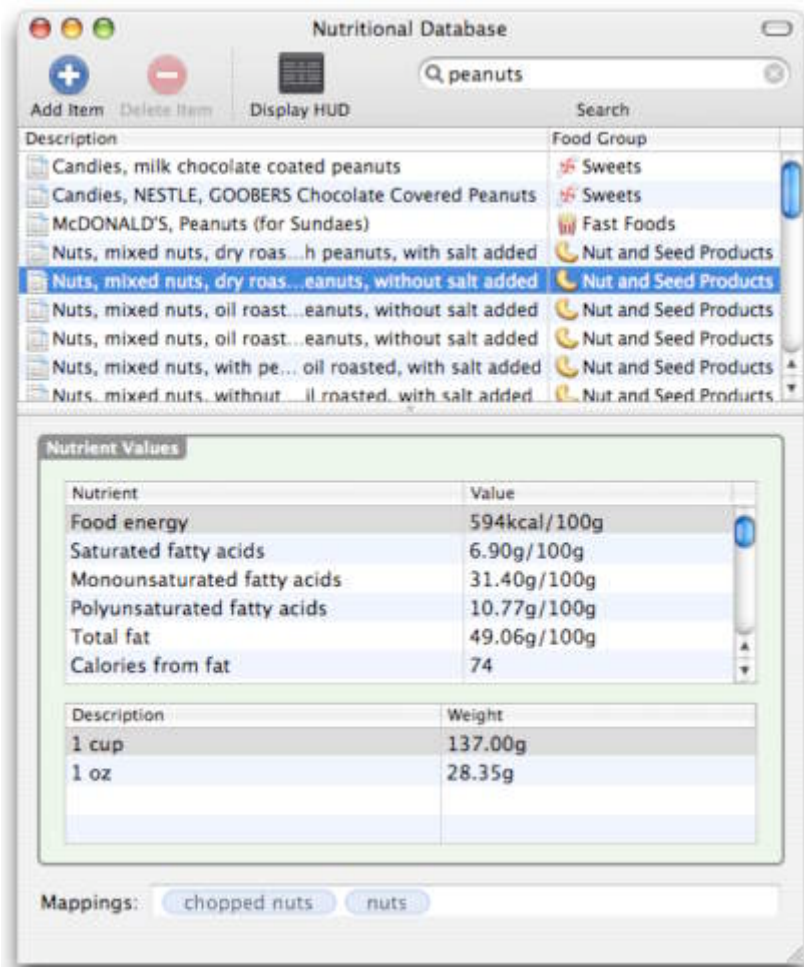 Nutritional Database
Add Item Delete Item Display HUD peanuts Search
Description Food Group
Candies, milk chocolate coated peanuts Sweets
Candies, NESTLE, GOOBERS Chocolate Covered Peanuts Sweets
McDONALD'S, Peanuts (for Sundaes) Fast Foods
Nuts, mixed nuts, dry roas...h peanuts, with salt added Nut and Seed Products
Nuts, mixed nuts, dry roas...eanuts, without salt added Nut and Seed Products
Nuts, mixed nuts, oil roast...eanuts, without salt added Nut and Seed Products
Nuts, mixed nuts, oil roast...eanuts, without salt added Nut and Seed Products
Nuts, mixed nuts, with pe... oil roasted, with salt added Nut and Seed Products
Nuts, mixed nuts, without ...il roasted, with salt added Nut and Seed Products
Nutrient Values
Nutrient Value
Food energy 594kcal/100g
Saturated fatty acids 6.90g/100g
Monounsaturated fatty acids 31.40g/100g
Polyunsaturated fatty acids 10.77g/100g
Total fat 49.06g/100g
Calories from fat 74
Description Weight
1 cup 137.00g
1 oz 28.35g
Mappings: chopped nuts nuts